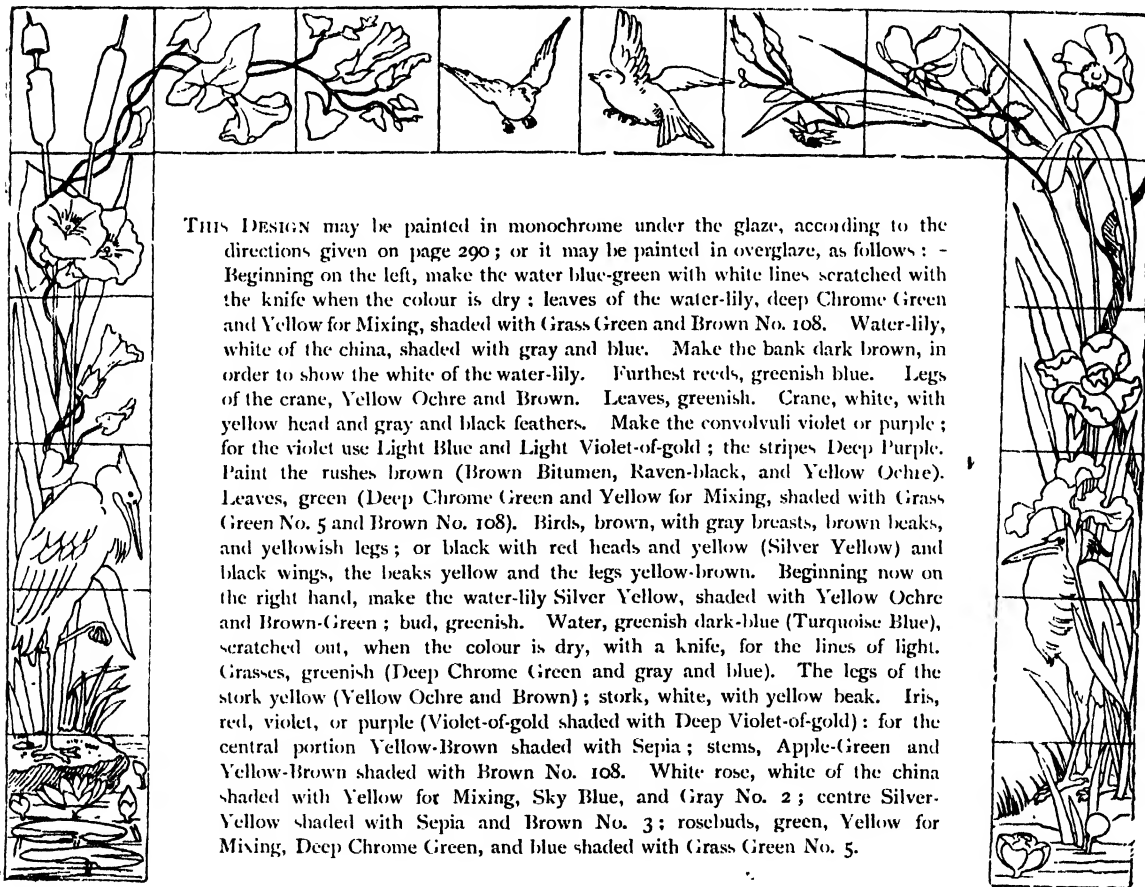 THIS DESIGN may be painted in monochrome under the glaze, according to the
directions given on page 290; or it may be painted in overglaze, as follows: -
Beginning on the left, make the water blue-green with white lines scratched with
the knife when the colour is dry; leaves of the water-lily, deep Chrome Green
and Yellow for Mixing, shaded with Grass Green and Brown No. 108. Water-lily,
white of the china, shaded with gray and blue. Make the bank dark brown, in
order to show the white of the water-lily. Furthest reeds, greenish blue. Legs
of the crane, Yellow Ochre and Brown. Leaves, greenish. Crane, white, with
yellow head and gray and black feathers. Make the convolvuli violet or purple;
for the violet use Light Blue and Light Violet-of-gold; the stripes Deep Purple.
Paint the rushes brown (Brown Bitumen, Raven-black, and Yellow Ochre).
Leaves, green (Deep Chrome Green and Yellow for Mixing, shaded with Grass
Green No. 5 and Brown No. 108). Birds, brown, with gray breasts, brown beaks,
and yellowish legs; or black with red heads and yellow (Silver Yellow) and
black wings, the beaks yellow and the legs yellow-brown. Beginning now on
the right hand, make the water-lily Silver Yellow, shaded with Yellow Ochre
and Brown-Green; bud, greenish. Water, greenish dark-blue (Turquoise Blue),
scratched out, when the colour is dry, with a knife, for the lines of light.
Grasses, greenish (Deep Chrome Green and gray and blue). The legs of the
stork yellow (Yellow Ochre and Brown); stork, white, with yellow beak. Iris,
red, violet, or purple (Violet-of-gold shaded with Deep Violet-of-gold): for the
central portion Yellow-Brown shaded with Sepia; stems, Apple-Green and
Yellow-Brown shaded with Brown No. 108. White rose, white of the china
shaded with Yellow for Mixing, Sky Blue, and Gray No. 2; centre Silver-
Yellow shaded with Sepia and Brown No. 3; rosebuds, green, Yellow for
Mixing, Deep Chrome Green, and blue shaded with Grass Green No. 5.